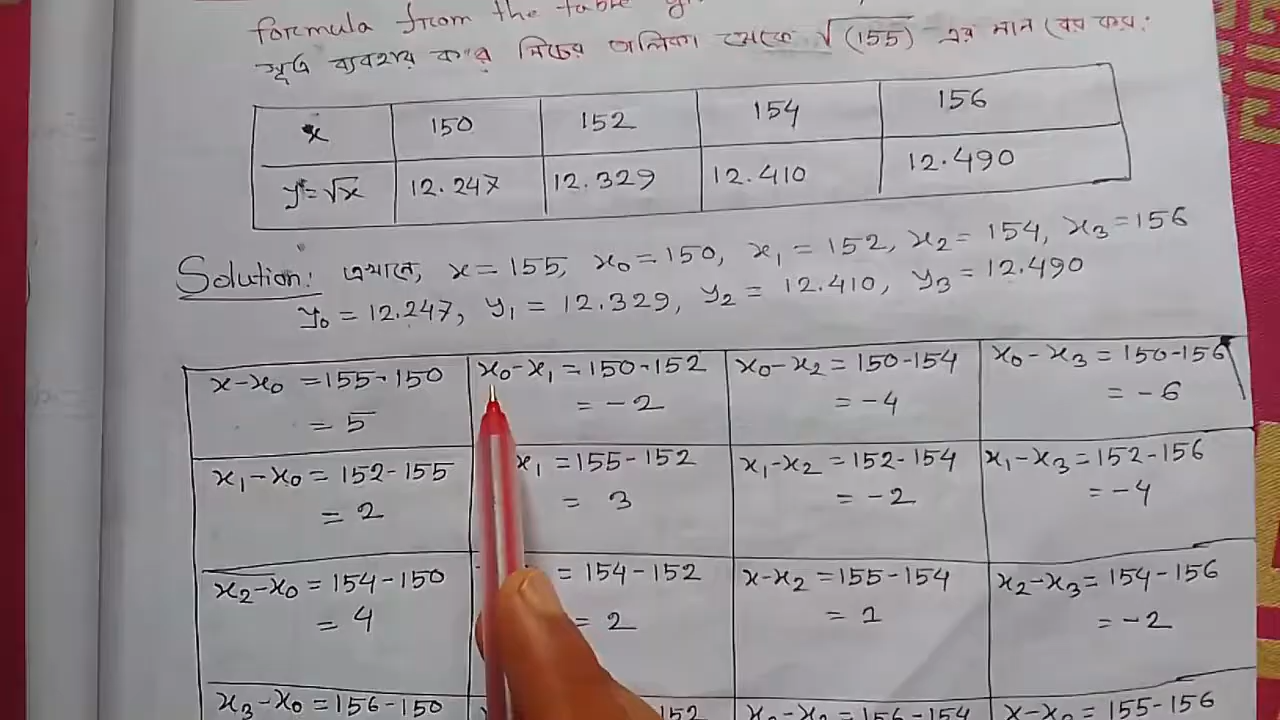 formula from the table
সূত্র ব্যবহার করে নিচের তালিকা থেকে √(155) এর মান বের কর:
x 150 152 154 156
y=√x 12.247 12.329 12.410 12.490
Solution: এখানে, x=155, x₀=150, x₁=152, x₂=154, x₃=156
y₀=12.247, y₁=12.329, y₂=12.410, y₃=12.490
x-x₀=155-150 x₀-x₁=150-152 x₀-x₂=150-154 x₀-x₃=150-156
=5 =-2 =-4 =-6
x₁-x₀=152-155 x₁=155-152 x₁-x₂=152-154 x₁-x₃=152-156
=2 =3 =-2 =-4
x₂-x₀=154-150 =154-152 x-x₂=155-154 x₂-x₃=154-156
=4 =2 =1 =-2
x₃-x₀=156-150 152 =156-154 x-x₃=155-156